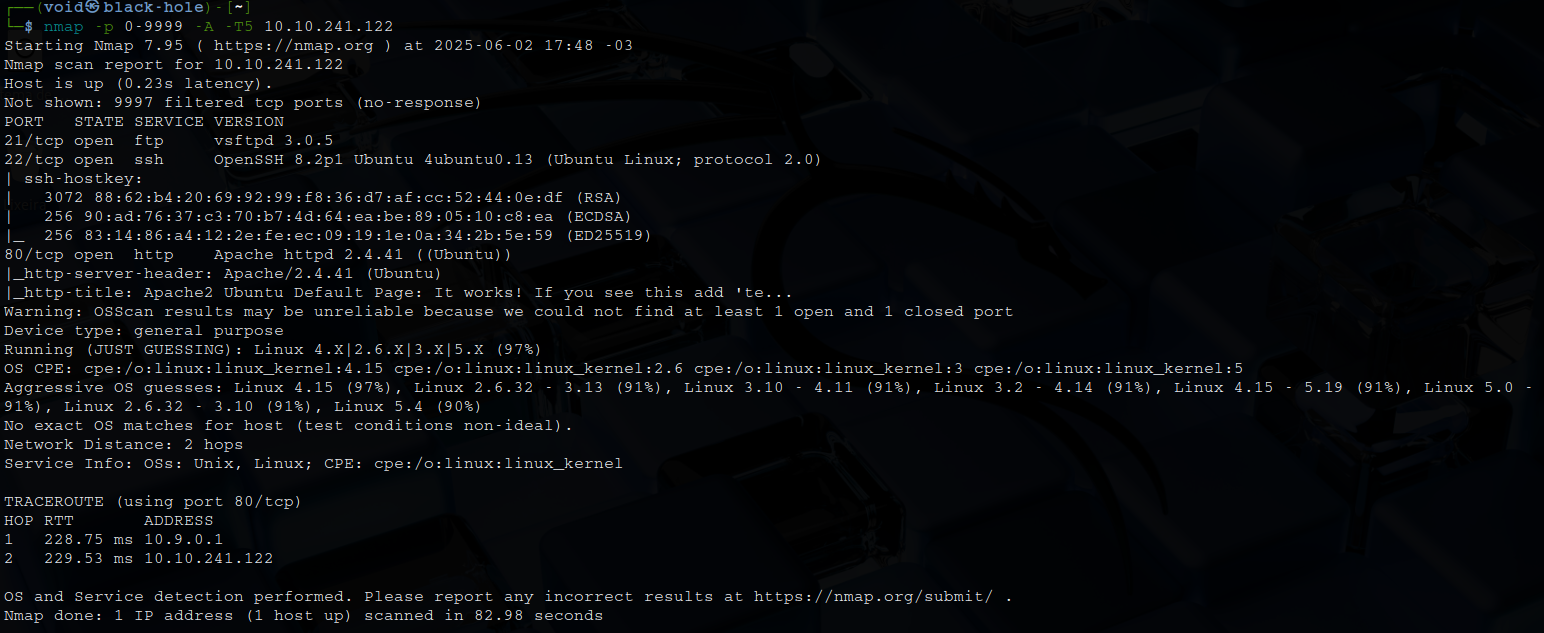 ┌──(void㉿black-hole)-[~]
└─$ nmap -p 0-9999 -A -T5 10.10.241.122
Starting Nmap 7.95 ( https://nmap.org ) at 2025-06-02 17:48 -03
Nmap scan report for 10.10.241.122
Host is up (0.23s latency).
Not shown: 9997 filtered tcp ports (no-response)
PORT   STATE SERVICE VERSION
21/tcp open  ftp     vsftpd 3.0.5
22/tcp open  ssh     OpenSSH 8.2p1 Ubuntu 4ubuntu0.13 (Ubuntu Linux; protocol 2.0)
| ssh-hostkey:
|   3072 88:62:b4:20:69:92:99:f8:36:d7:af:cc:52:44:0e:df (RSA)
|   256 90:ad:76:37:c3:70:b7:4d:64:ea:be:89:05:10:c8:ea (ECDSA)
|_  256 83:14:86:a4:12:2e:fe:ec:09:19:1e:0a:34:2b:5e:59 (ED25519)
80/tcp open  http    Apache httpd 2.4.41 ((Ubuntu))
|_http-server-header: Apache/2.4.41 (Ubuntu)
|_http-title: Apache2 Ubuntu Default Page: It works! If you see this add 'te...
Warning: OSScan results may be unreliable because we could not find at least 1 open and 1 closed port
Device type: general purpose
Running (JUST GUESSING): Linux 4.X|2.6.X|3.X|5.X (97%)
OS CPE: cpe:/o:linux:linux_kernel:4.15 cpe:/o:linux:linux_kernel:2.6 cpe:/o:linux:linux_kernel:3 cpe:/o:linux:linux_kernel:5
Aggressive OS guesses: Linux 4.15 (97%), Linux 2.6.32 - 3.13 (91%), Linux 3.10 - 4.11 (91%), Linux 3.2 - 4.14 (91%), Linux 4.15 - 5.19 (91%), Linux 5.0 -
91%), Linux 2.6.32 - 3.10 (91%), Linux 5.4 (90%)
No exact OS matches for host (test conditions non-ideal).
Network Distance: 2 hops
Service Info: OSs: Unix, Linux; CPE: cpe:/o:linux:linux_kernel
TRACEROUTE (using port 80/tcp)
HOP RTT       ADDRESS
1   228.75 ms 10.9.0.1
2   229.53 ms 10.10.241.122
OS and Service detection performed. Please report any incorrect results at https://nmap.org/submit/ .
Nmap done: 1 IP address (1 host up) scanned in 82.98 seconds